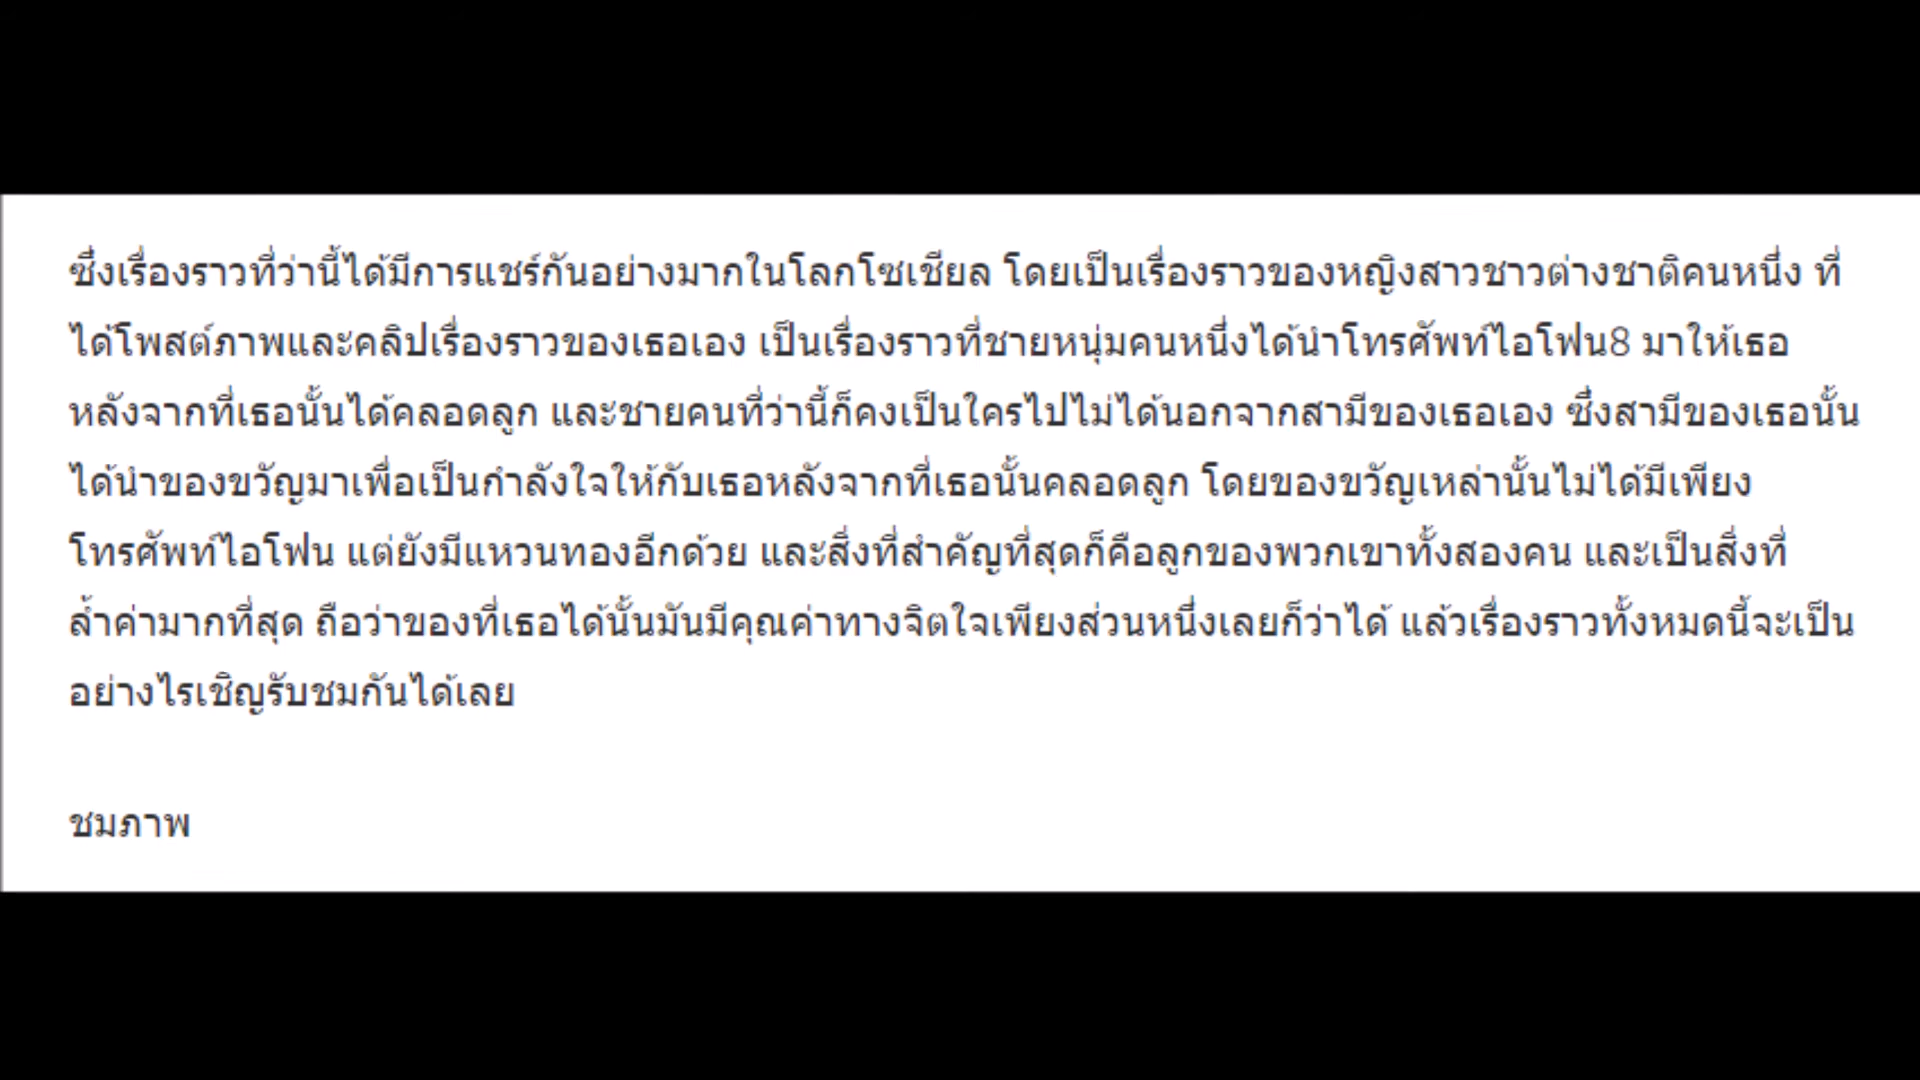 ซึ่งเรื่องราวที่ว่านี้ได้มีการแชร์กันอย่างมากในโลกโซเชียล โดยเป็นเรื่องราวของหญิงสาวชาวต่างชาติคนหนึ่ง ที่
ได้โพสต์ภาพและคลิปเรื่องราวของเธอเอง เป็นเรื่องราวที่ชายหนุ่มคนหนึ่งได้นำโทรศัพท์ไอโฟน8 มาให้เธอ
หลังจากที่เธอนั้นได้คลอดลูก และชายคนที่ว่านี้ก็คงเป็นใครไปไม่ได้นอกจากสามีของเธอเอง ซึ่งสามีของเธอนั้น
ได้นำของขวัญมาเพื่อเป็นกำลังใจให้กับเธอหลังจากที่เธอนั้นคลอดลูก โดยของขวัญเหล่านั้นไม่ได้มีเพียง
โทรศัพท์ไอโฟน แต่ยังมีแหวนทองอีกด้วย และสิ่งที่สำคัญที่สุดก็คือลูกของพวกเขาทั้งสองคน และเป็นสิ่งที่
ล้ำค่ามากที่สุด ถือว่าของที่เธอได้นั้นมันมีคุณค่าทางจิตใจเพียงส่วนหนึ่งเลยก็ว่าได้ แล้วเรื่องราวทั้งหมดนี้จะเป็น
อย่างไรเชิญรับชมกันได้เลย
ชมภาพ